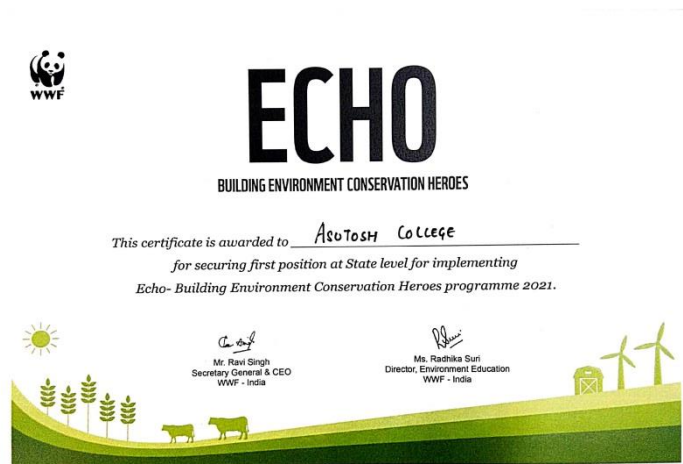 WWF
ECHO
BUILDING ENVIRONMENT CONSERVATION HEROES
This certificate is awarded to ASUTOSH COLLEGE
for securing first position at State level for implementing
Echo- Building Environment Conservation Heroes programme 2021.
Mr. Ravi Singh
Secretary General & CEO
WWF - India
Ms. Radhika Suri
Director, Environment Education
WWF - India